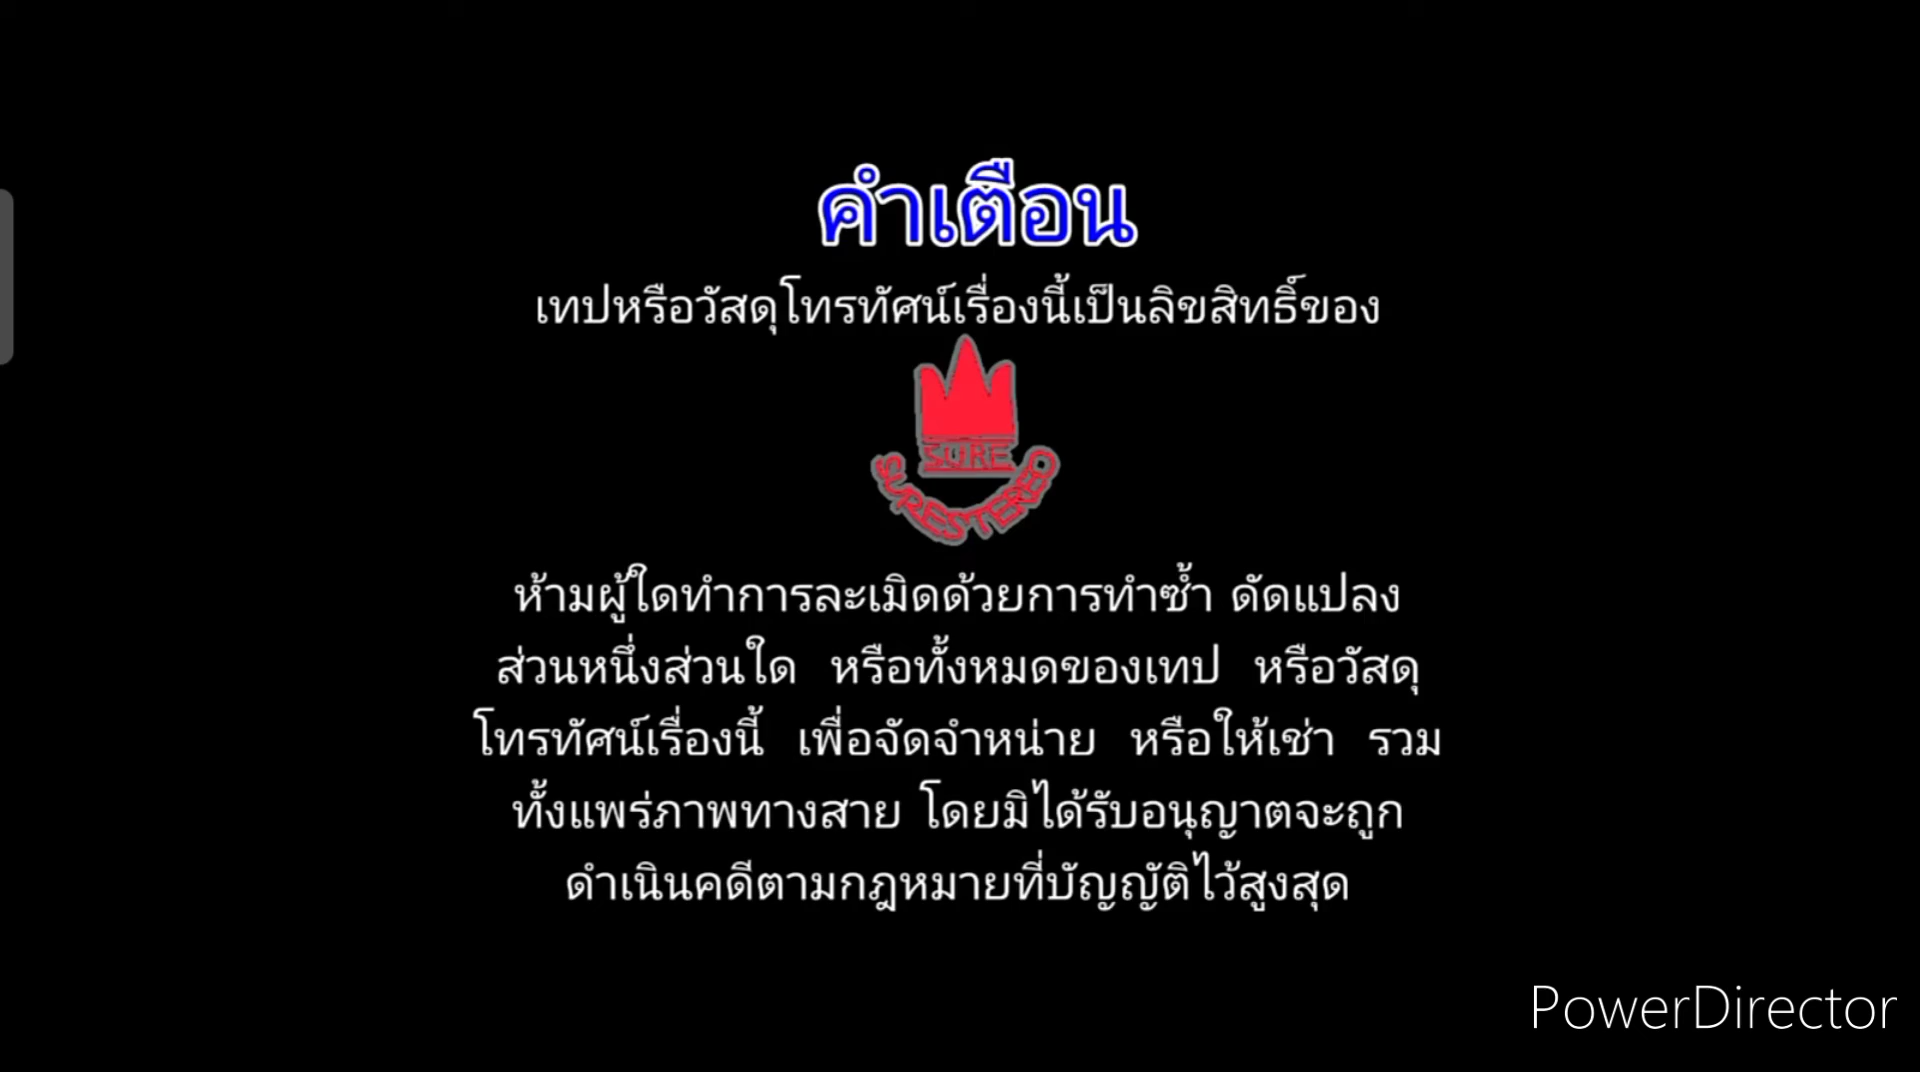 คำเตือน
เทปหรือวัสดุโทรทัศน์เรื่องนี้เป็นลิขสิทธิ์ของ
SURE
SURESTEREO
ห้ามผู้ใดทำการละเมิดด้วยการทำซ้ำ ดัดแปลง
ส่วนหนึ่งส่วนใด หรือทั้งหมดของเทป หรือวัสดุ
โทรทัศน์เรื่องนี้ เพื่อจัดจำหน่าย หรือให้เช่า รวม
ทั้งแพร่ภาพทางสาย โดยมิได้รับอนุญาตจะถูก
ดำเนินคดีตามกฎหมายที่บัญญัติไว้สูงสุด
PowerDirector